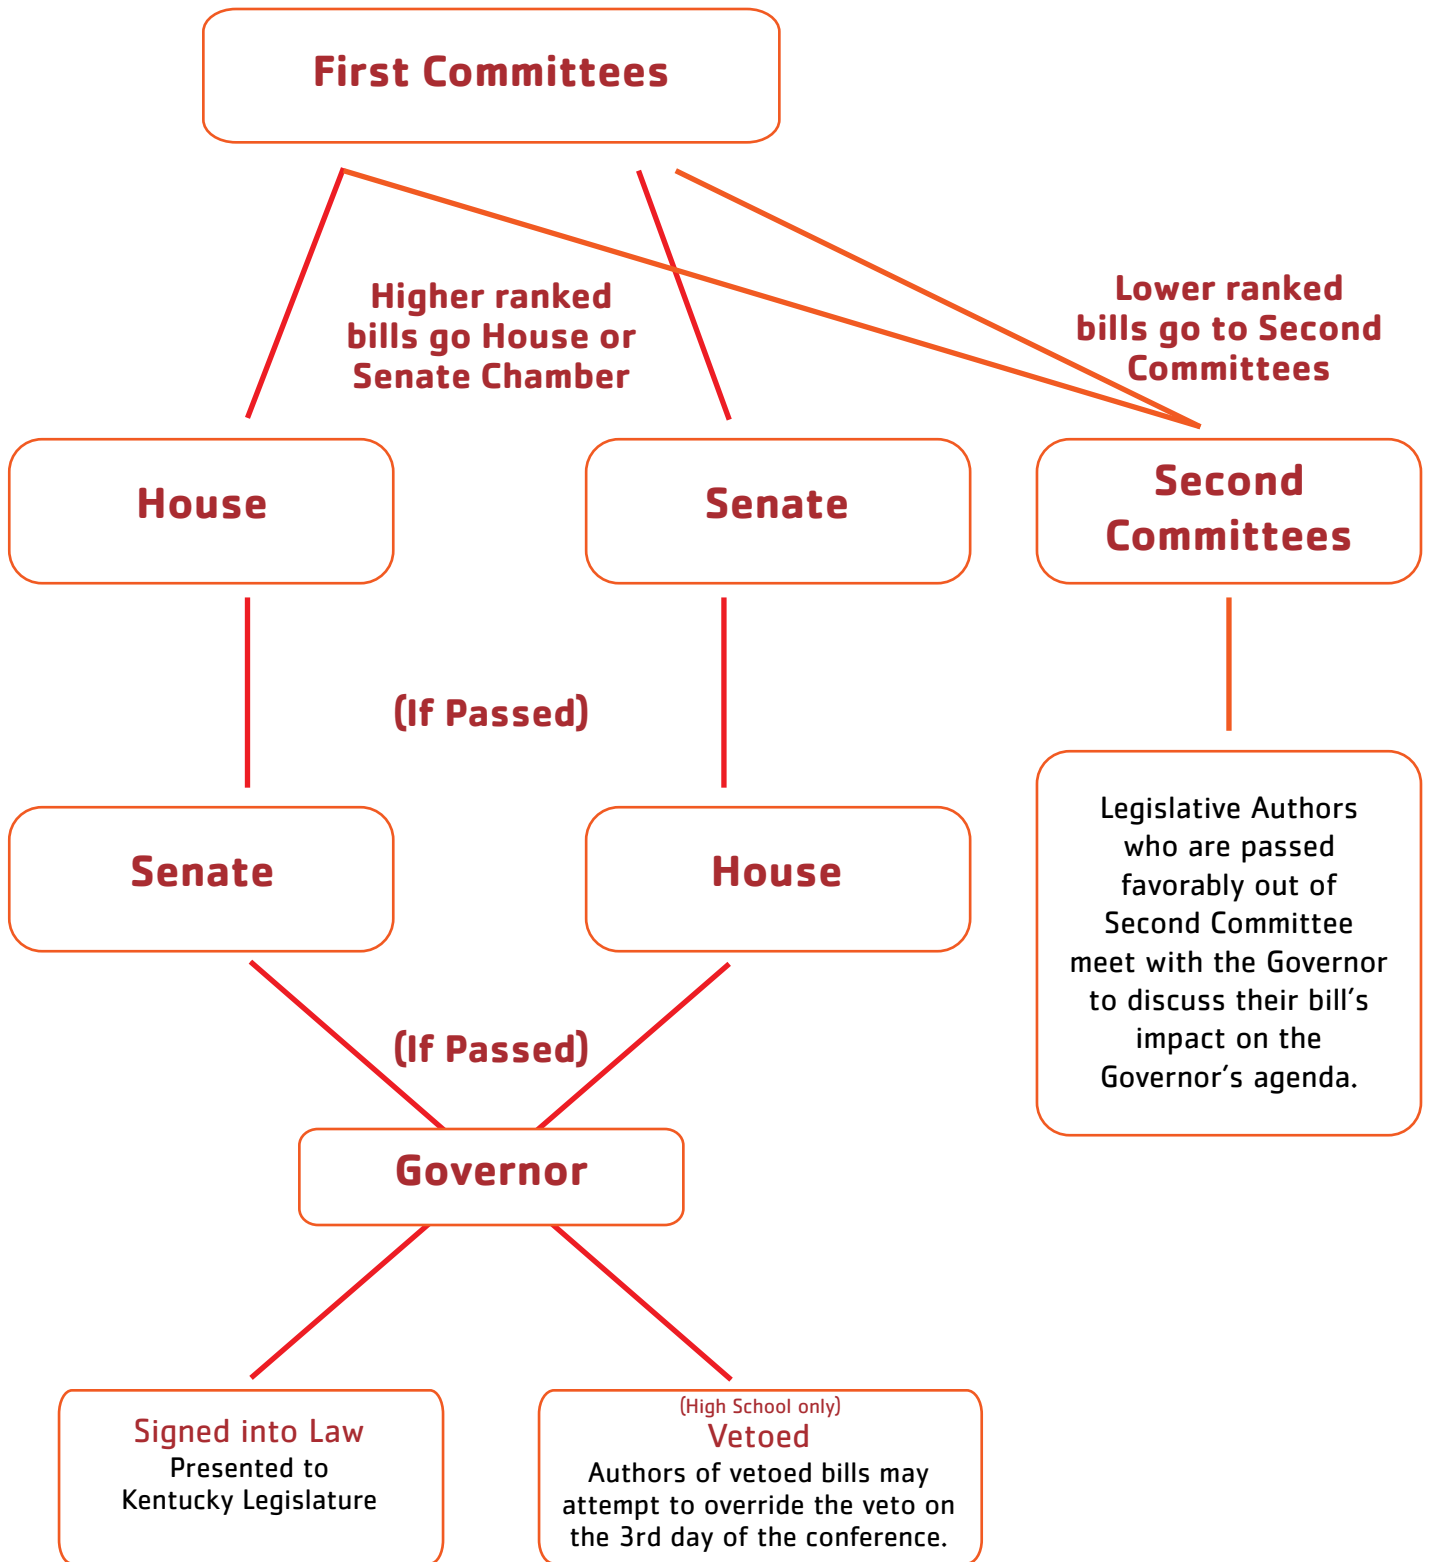 First Committees
Higher ranked
bills go House or
Senate Chamber
Lower ranked
bills go to Second
Committees
House
Senate
Second
Committees
(If Passed)
Senate
House
Legislative Authors
who are passed
favorably out of
Second Committee
meet with the Governor
to discuss their bill's
impact on the
Governor's agenda.
(If Passed)
Governor
Signed into Law
Presented to
Kentucky Legislature
(High School only)
Vetoed
Authors of vetoed bills may
attempt to override the veto on
the 3rd day of the conference.